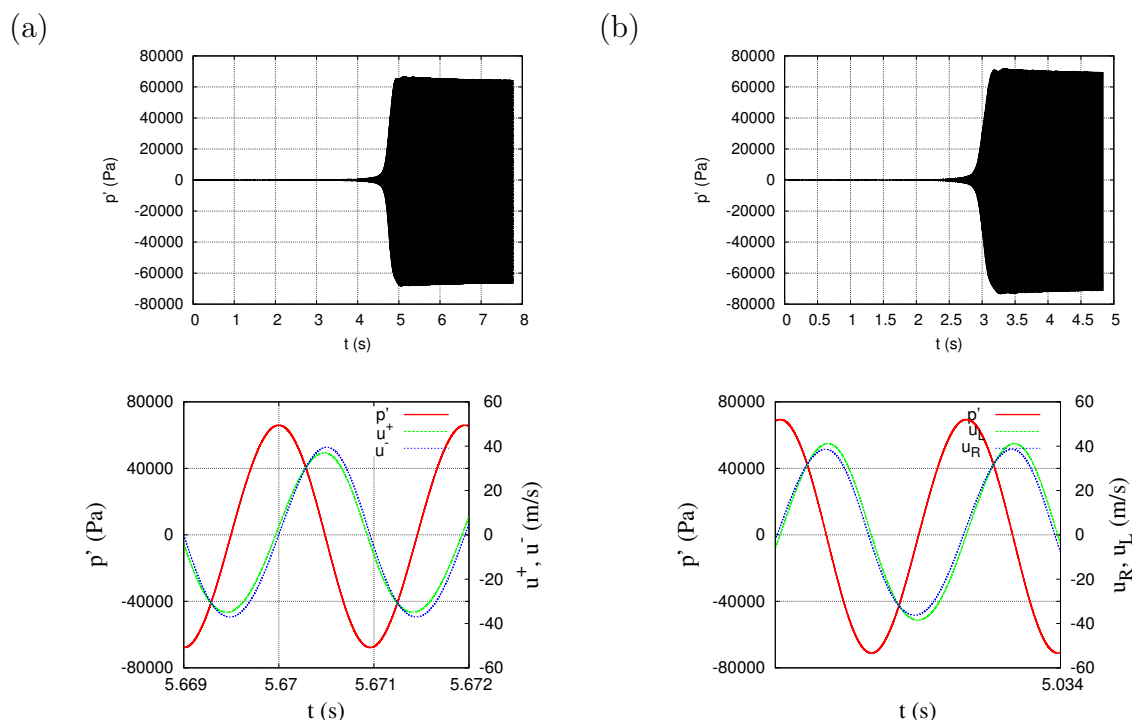 (a)
80000
60000
40000
20000
0
-20000
-40000
-60000
-80000
p' (Pa)
0 1 2 3 4 5 6 7 8
t (s)
(b)
80000
60000
40000
20000
0
-20000
-40000
-60000
-80000
p' (Pa)
0 0.5 1 1.5 2 2.5 3 3.5 4 4.5 5
t (s)
80000
40000
0
-40000
-80000
p' (Pa)
p'
u+
u-
60
40
20
0
-20
-40
-60
u+, u- (m/s)
5.669 5.67 5.671 5.672
t (s)
80000
40000
0
-40000
-80000
p' (Pa)
p'
uL
uR
60
40
20
0
-20
-40
-60
uR, uL (m/s)
5.034
t (s)